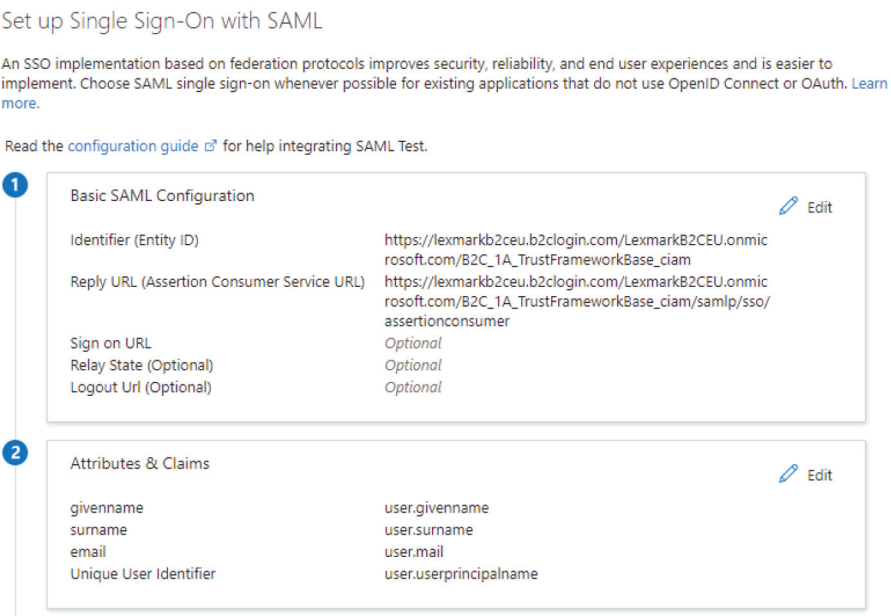 Set up Single Sign-On with SAML
An SSO implementation based on federation protocols improves security, reliability, and end user experiences and is easier to
implement. Choose SAML single sign-on whenever possible for existing applications that do not use OpenID Connect or OAuth. Learn
more.
Read the configuration guide for help integrating SAML Test.
1
Basic SAML Configuration
Edit
Identifier (Entity ID) https://lexmarkb2ceu.b2clogin.com/LexmarkB2CEU.onmic
rosoft.com/B2C_1A_TrustFrameworkBase_ciam
Reply URL (Assertion Consumer Service URL) https://lexmarkb2ceu.b2clogin.com/LexmarkB2CEU.onmic
rosoft.com/B2C_1A_TrustFrameworkBase_ciam/samlp/sso/
assertionconsumer
Sign on URL Optional
Relay State (Optional) Optional
Logout Url (Optional) Optional
2
Attributes & Claims
Edit
givenname user.givenname
surname user.surname
email user.mail
Unique User Identifier user.userprincipalname